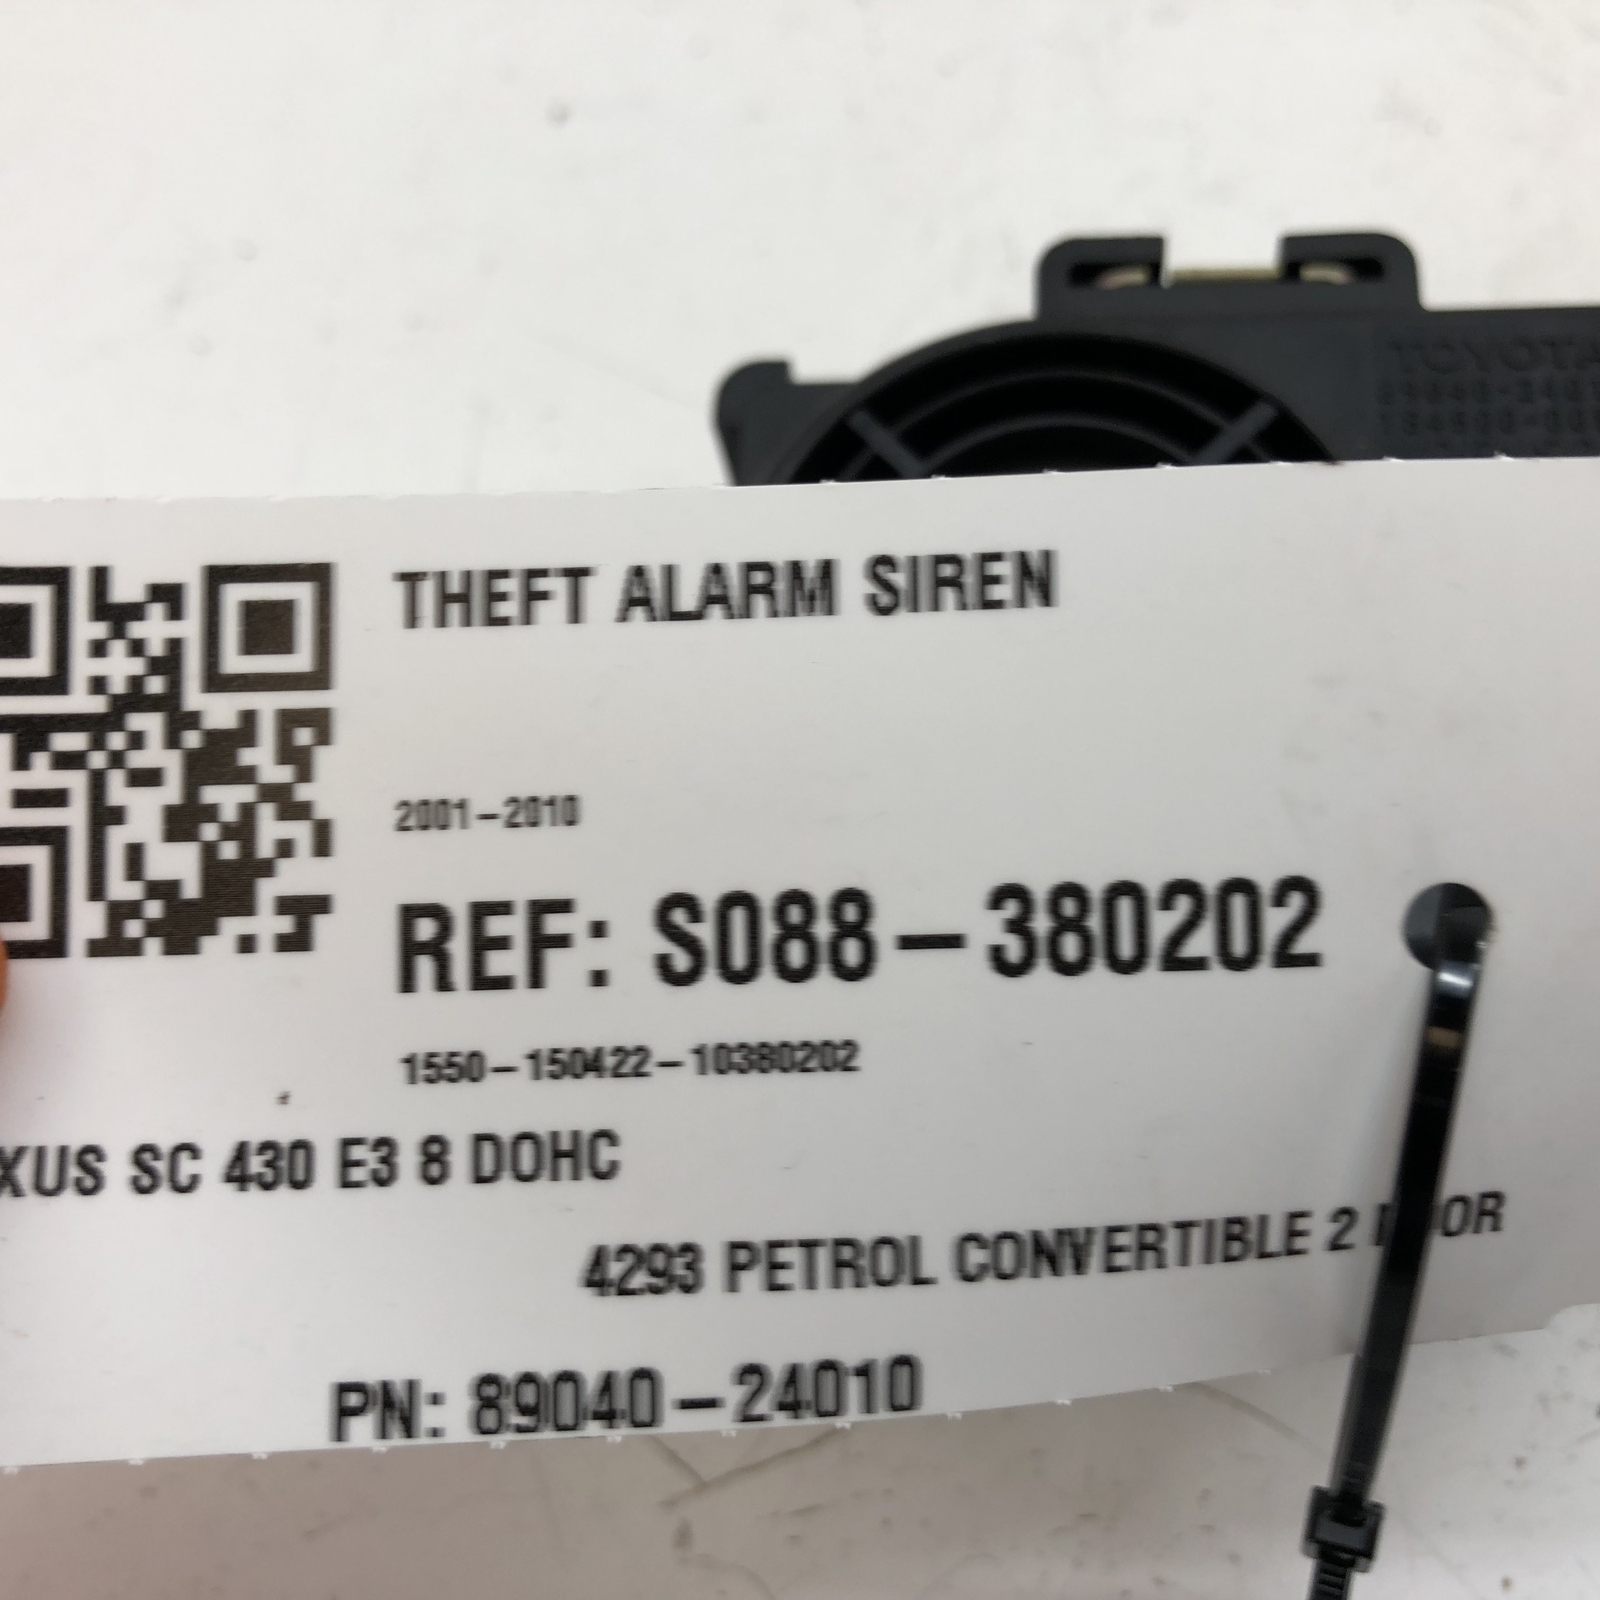 TOYOTA
THEFT ALARM SIREN
2001-2010
REF: S088-380202
1550-150422-10380202
XUS SC 430 E3 8 DOHC
4293 PETROL CONVERTIBLE 2 OR
PN: 89040-24010